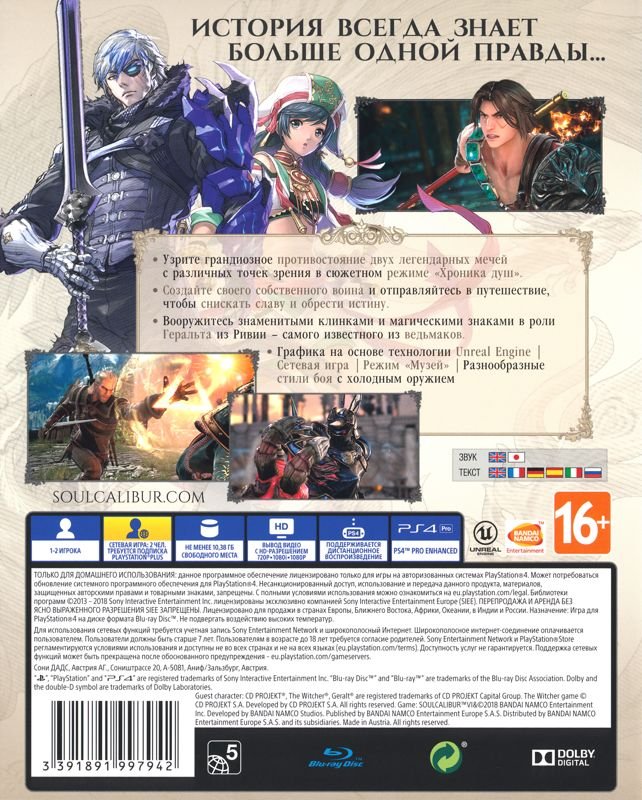 ИСТОРИЯ ВСЕГДА ЗНАЕТ
БОЛЬШЕ ОДНОЙ ПРАВДЫ...
• Узрите грандиозное противостояние двух легендарных мечей
с различных точек зрения в сюжетном режиме «Хроника душ».
• Создайте своего собственного воина и отправляйтесь в путешествие,
чтобы снискать славу и обрести истину.
• Вооружитесь знаменитыми клинками и магическими знаками в роли
Геральта из Ривии – самого известного из ведьмаков.
• Графика на основе технологии Unreal Engine |
Сетевая игра | Режим «Музей» | Разнообразные
стили боя с холодным оружием
ЗВУК
ТЕКСТ
SOULCALIBUR.COM
1-2 ИГРОКА
СЕТЕВАЯ ИГРА: 2 ЧЕЛ.
ТРЕБУЕТСЯ ПОДПИСКА
PLAYSTATION®PLUS
НЕ МЕНЕЕ 10,38 ГБ
СВОБОДНОГО МЕСТА
HD
ВЫВОД ВИДЕО
С HD-РАЗРЕШЕНИЕМ
720P•1080i•1080P
PS4
ПОДДЕРЖИВАЕТСЯ
ДИСТАНЦИОННОЕ
ВОСПРОИЗВЕДЕНИЕ
PS4 Pro
PS4™ PRO ENHANCED
UNREAL
ENGINE
BANDAI
NAMCO
Entertainment
16+
ТОЛЬКО ДЛЯ ДОМАШНЕГО ИСПОЛЬЗОВАНИЯ: данное программное обеспечение лицензировано только для игры на авторизованных системах PlayStation®4. Может потребоваться
обновление системного программного обеспечения для PlayStation®4. Несанкционированный доступ, использование и передача данного продукта, материалов,
защищенных авторскими правами и товарными знаками, запрещены. С полными условиями использования можно ознакомиться на eu.playstation.com/legal. Библиотеки
программ ©2013 - 2018 Sony Interactive Entertainment Inc. лицензированы эксклюзивно компанией Sony Interactive Entertainment Europe (SIEE). ПЕРЕПРОДАЖА И АРЕНДА БЕЗ
ЯСНО ВЫРАЖЕННОГО РАЗРЕШЕНИЯ SIEE ЗАПРЕЩЕНЫ. Лицензировано для продажи в странах Европы, Ближнего Востока, Африки, Океании, в Индии и России. Назначение: Игра для
PlayStation®4 на диске формата Blu-ray Disc™. Не подвергать воздействию высоких температур.
Для использования сетевых функций требуется учетная запись Sony Entertainment Network и широкополосный Интернет. Широкополосное интернет-соединение оплачивается
пользователем. Пользователи должны быть старше 7 лет. Пользователям в возрасте до 18 лет требуется согласие родителей. Sony Entertainment Network и PlayStation®Store
регламентируются условиями использования и доступны не во всех странах и не на всех языках (eu.playstation.com/terms). Доступность услуг не гарантируется. Поддержка сетевых
функций может быть прекращена после обоснованного предупреждения - eu.playstation.com/gameservers.
Сони ДАДС, Австрия АГ., Соништрассе 20, А-5081, Аниф/Зальцбург, Австрия.
" ", "PlayStation" and "PS4" are registered trademarks of Sony Interactive Entertainment Inc. "Blu-ray Disc™" and "Blu-ray™" are trademarks of the Blu-ray Disc Association. Dolby and
the double-D symbol are trademarks of Dolby Laboratories.
Guest character: CD PROJEKT®, The Witcher®, Geralt® are registered trademarks of CD PROJEKT Capital Group. The Witcher game ©
CD PROJEKT S.A. Developed by CD PROJEKT S.A. All rights reserved. Game: SOULCALIBUR™VI&©2018 BANDAI NAMCO Entertainment
Inc. Developed by BANDAI NAMCO Studios. Published by BANDAI NAMCO Entertainment Europe S.A.S. Distributed by BANDAI NAMCO
Entertainment Europe S.A.S. and its subsidiaries. Made in Austria. All rights reserved.
3 391891 997942
5
Blu-ray Disc
DOLBY
DIGITAL